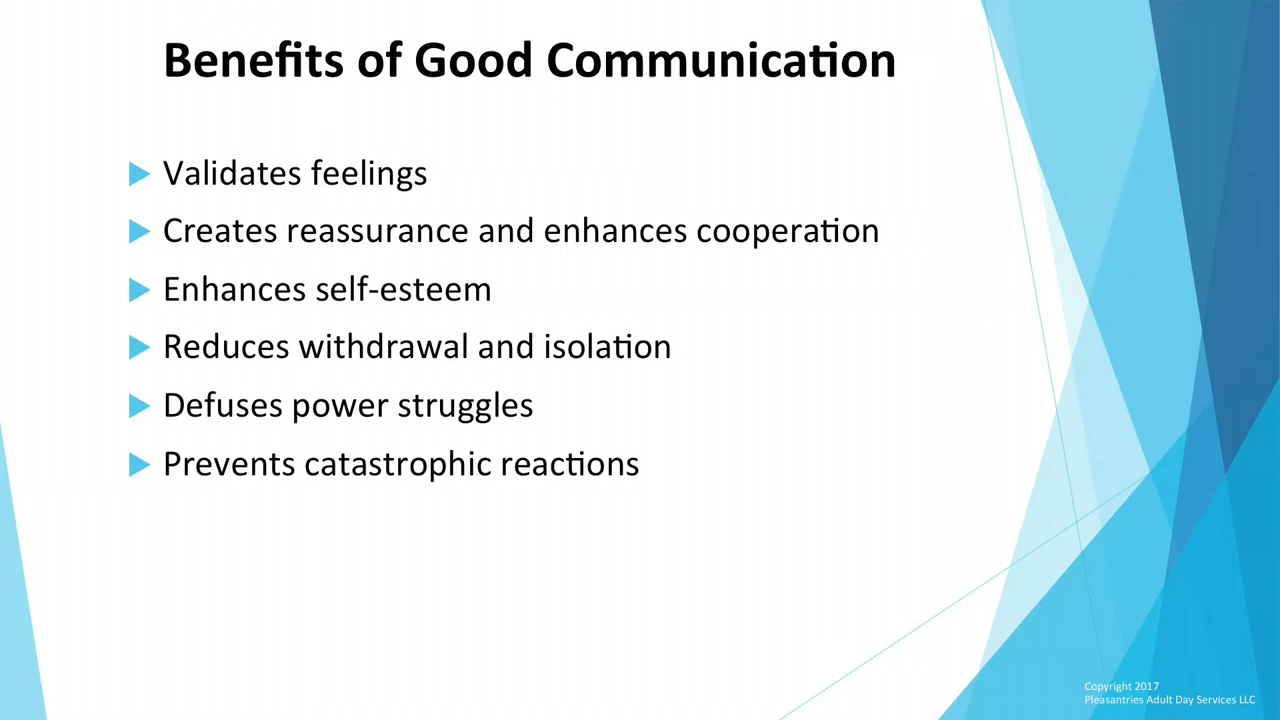 Benefits of Good Communication
Validates feelings
Creates reassurance and enhances cooperation
Enhances self-esteem
Reduces withdrawal and isolation
Defuses power struggles
Prevents catastrophic reactions
Copyright 2017
Pleasantries Adult Day Services LLC